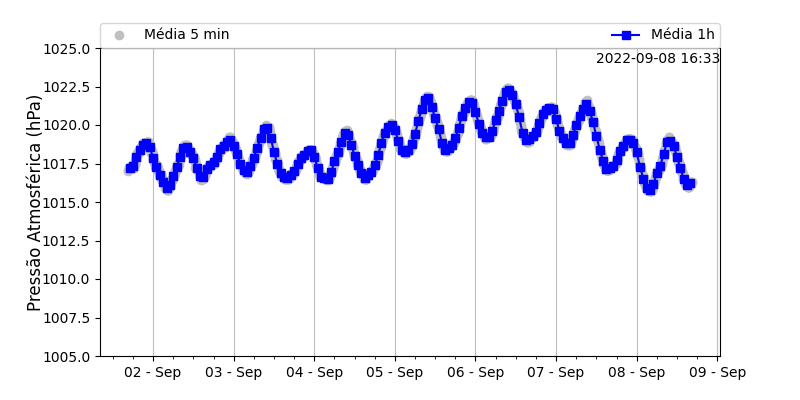 Média 5 min
Média 1h
2022-09-08 16:33
Pressão Atmosférica (hPa)
1025.0
1022.5
1020.0
1017.5
1015.0
1012.5
1010.0
1007.5
1005.0
02 - Sep
03 - Sep
04 - Sep
05 - Sep
06 - Sep
07 - Sep
08 - Sep
09 - Sep